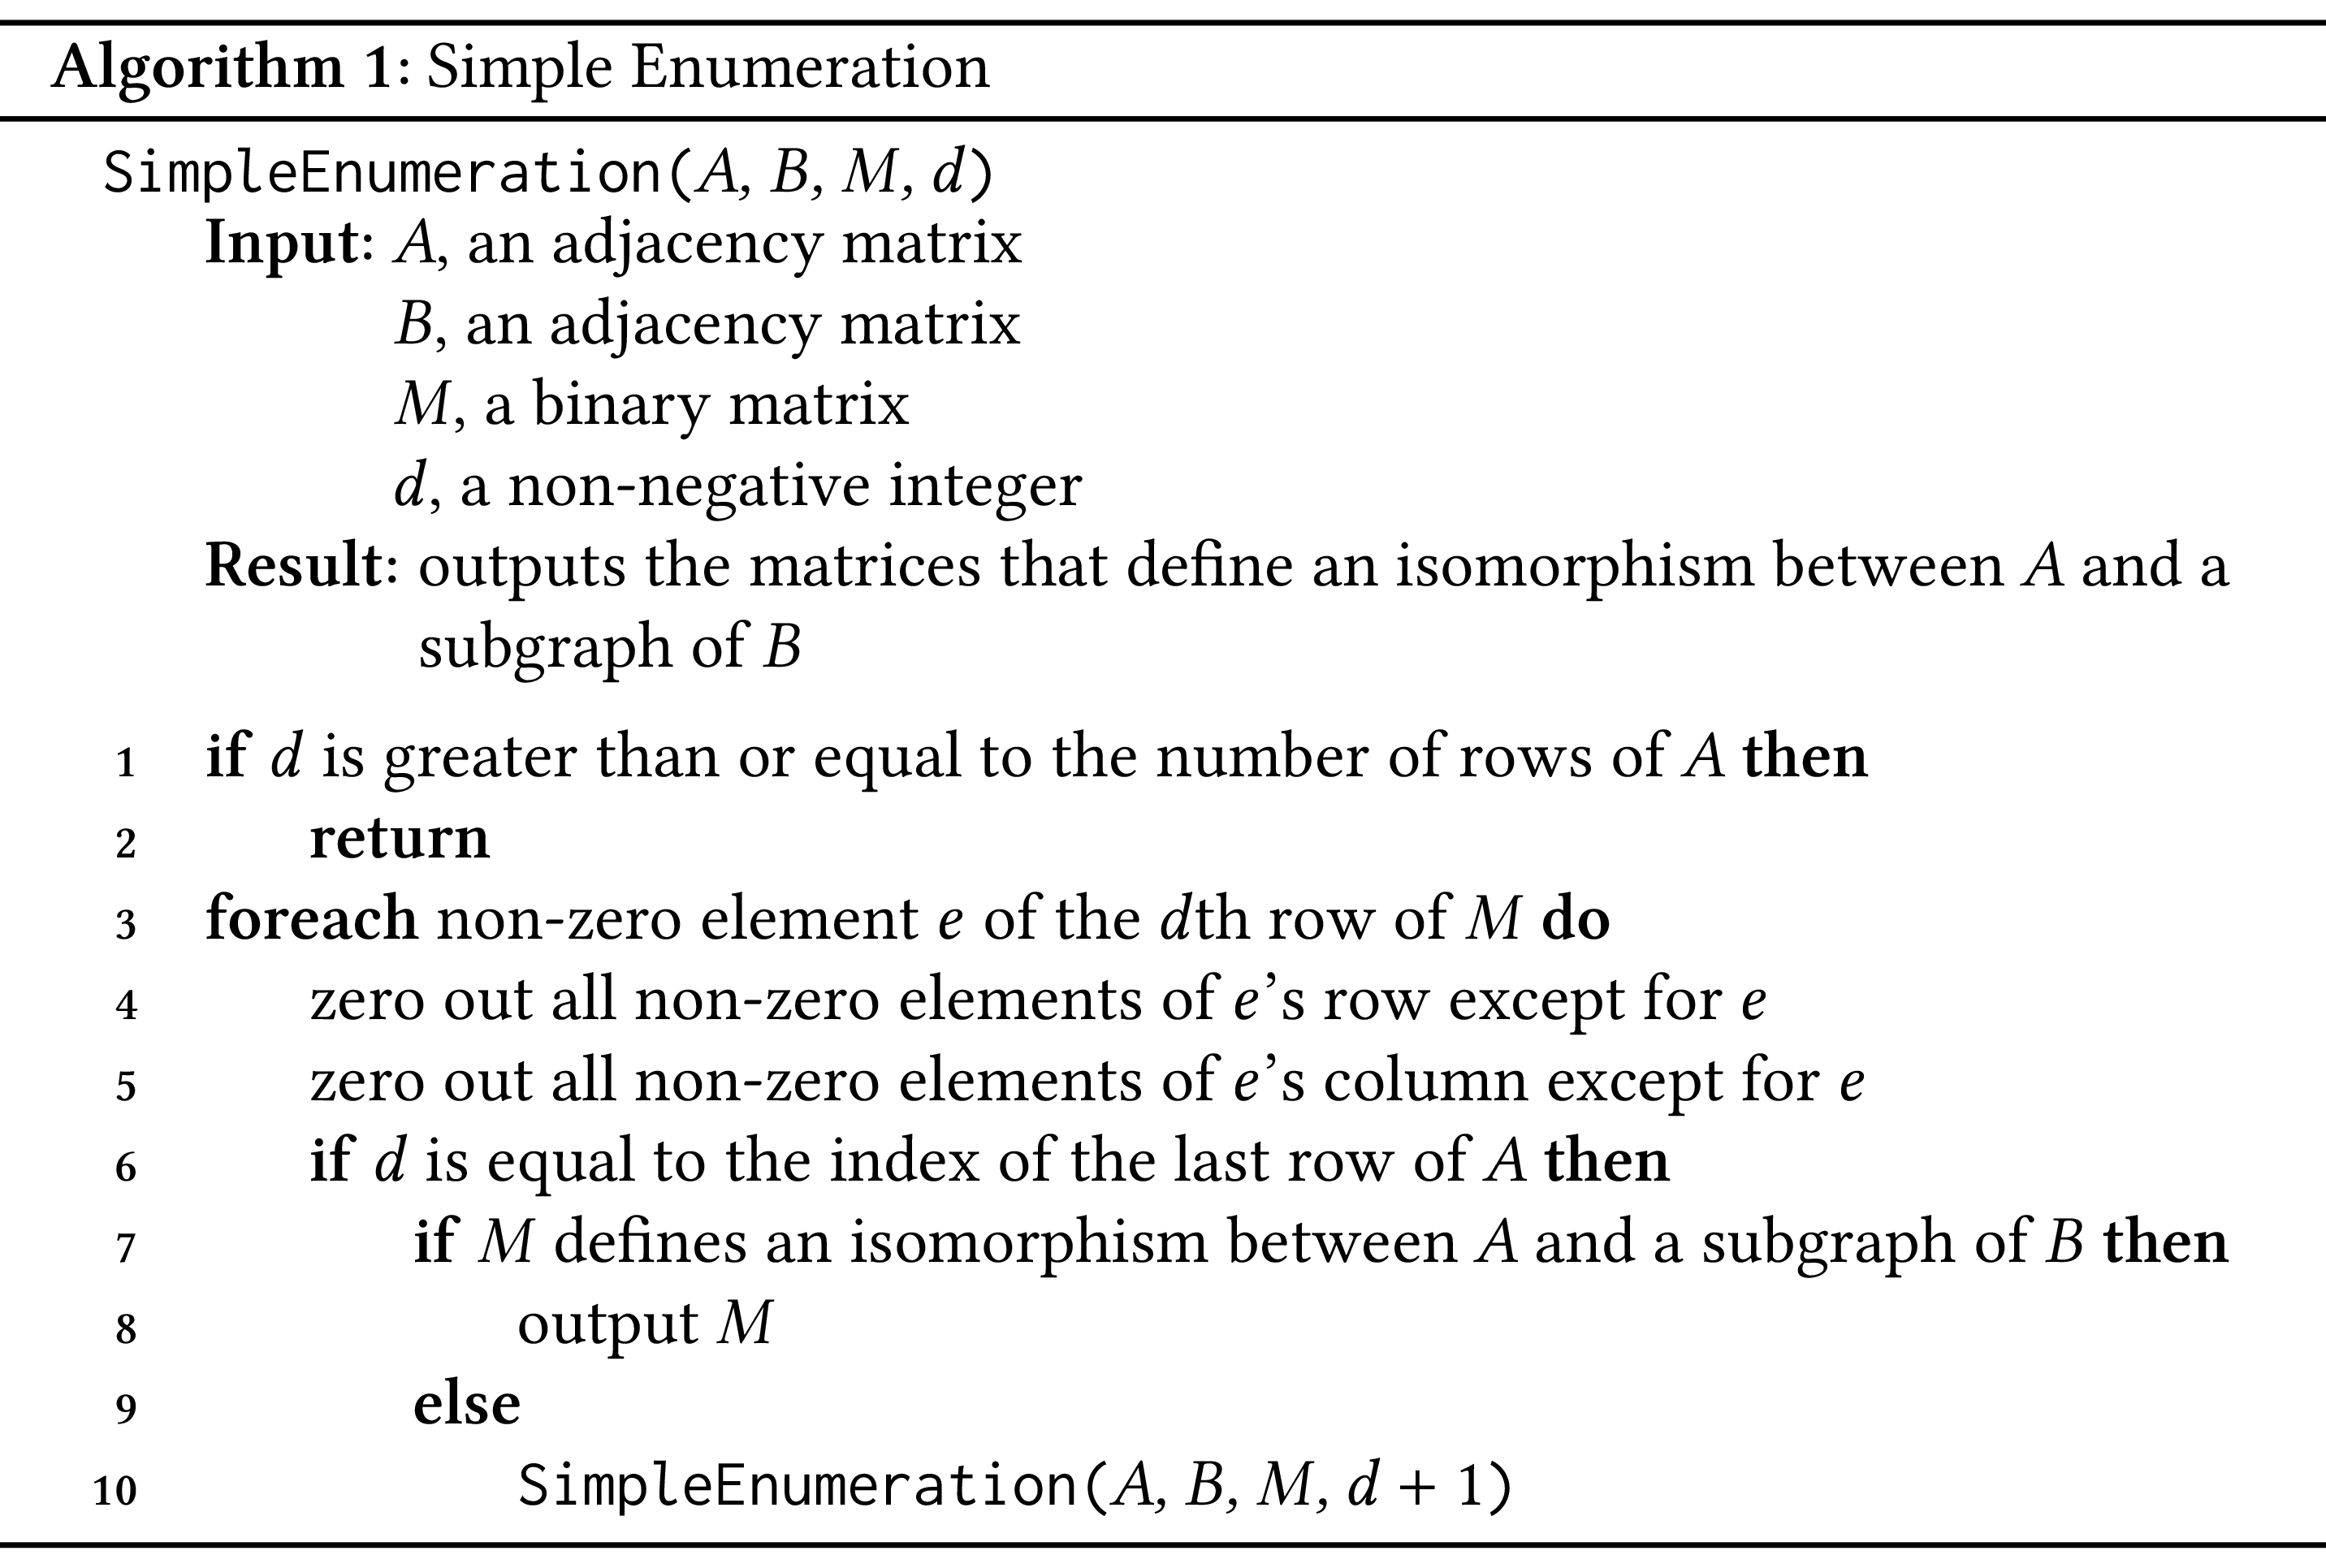 Algorithm 1: Simple Enumeration
SimpleEnumeration(A, B, M, d)
Input: A, an adjacency matrix
B, an adjacency matrix
M, a binary matrix
d, a non-negative integer
Result: outputs the matrices that define an isomorphism between A and a
subgraph of B
1 if d is greater than or equal to the number of rows of A then
2 return
3 foreach non-zero element e of the dth row of M do
4 zero out all non-zero elements of e’s row except for e
5 zero out all non-zero elements of e’s column except for e
6 if d is equal to the index of the last row of A then
7 if M defines an isomorphism between A and a subgraph of B then
8 output M
9 else
10 SimpleEnumeration(A, B, M, d + 1)